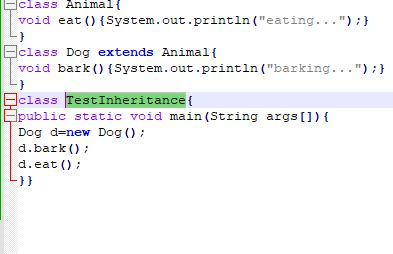 class Animal{
void eat(){System.out.println("eating...");}
}
class Dog extends Animal{
void bark(){System.out.println("barking...");}
}
class TestInheritance{
public static void main(String args[]){
Dog d=new Dog();
d.bark();
d.eat();
}}